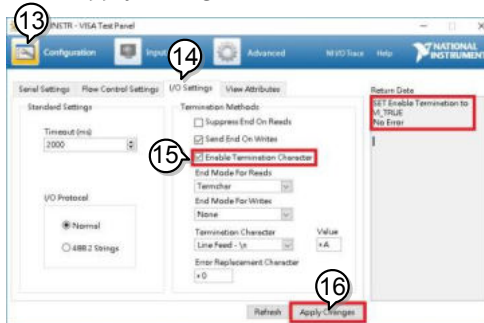 13
INSTR - VISA Test Panel
Configuration
Input
Advanced
NI I/O Trace
Help
NATIONAL
INSTRUMENT
14
Serial Settings
Flow Control Settings
I/O Settings
View Attributes
Return Data
Standard Settings
Timeout (ms)
2000
I/O Protocol
Normal
488.2 Strings
Termination Methods
Suppress End On Reads
Send End On Writes
15
Enable Termination Character
End Mode For Reads
Termchar
End Mode For Writes
None
Termination Character
Value
Line Feed - \n
xA
Error Replacement Character
x0
SET Enable Termination to
VI_TRUE
No Error
16
Refresh
Apply Changes